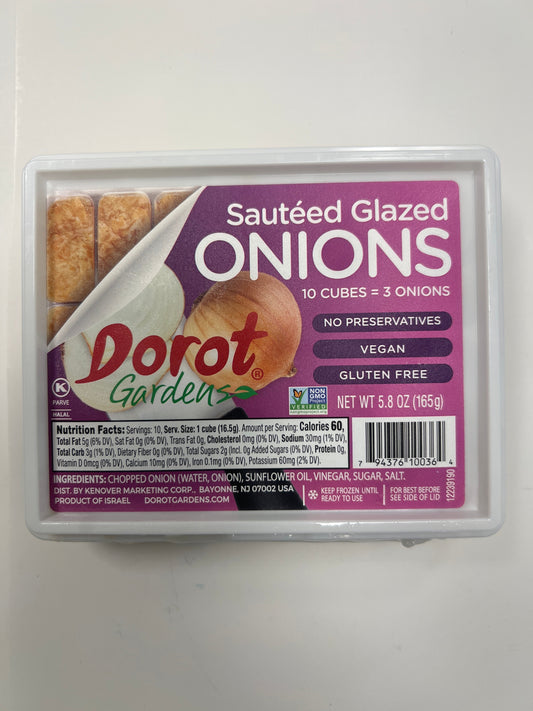 Sautéed Glazed
ONIONS
10 CUBES = 3 ONIONS
NO PRESERVATIVES
VEGAN
GLUTEN FREE
Dorot®
Gardens
K
PARVE
HALAL
NON
GMO
Project
VERIFIED
nongmoproject.org
NET WT 5.8 OZ (165g)
Nutrition Facts: Servings: 10, Serv. Size: 1 cube (16.5g), Amount per Serving: Calories 60,
Total Fat 5g (6% DV), Sat Fat 0g (0% DV), Trans Fat 0g, Cholesterol 0mg (0% DV), Sodium 30mg (1% DV),
Total Carb 3g (1% DV), Dietary Fiber 0g (0% DV), Total Sugars 2g (Incl. 0g Added Sugars (0% DV), Protein 0g,
Vitamin D 0mcg (0% DV), Calcium 10mg (0% DV), Iron 0.1mg (0% DV), Potassium 60mg (2% DV).
7 94376 10036 4
INGREDIENTS: CHOPPED ONION (WATER, ONION), SUNFLOWER OIL, VINEGAR, SUGAR, SALT.
DIST. BY KENOVER MARKETING CORP., BAYONNE, NJ 07002 USA
PRODUCT OF ISRAEL DOROTGARDENS.COM
KEEP FROZEN UNTIL
READY TO USE
FOR BEST BEFORE
SEE SIDE OF LID
12239190